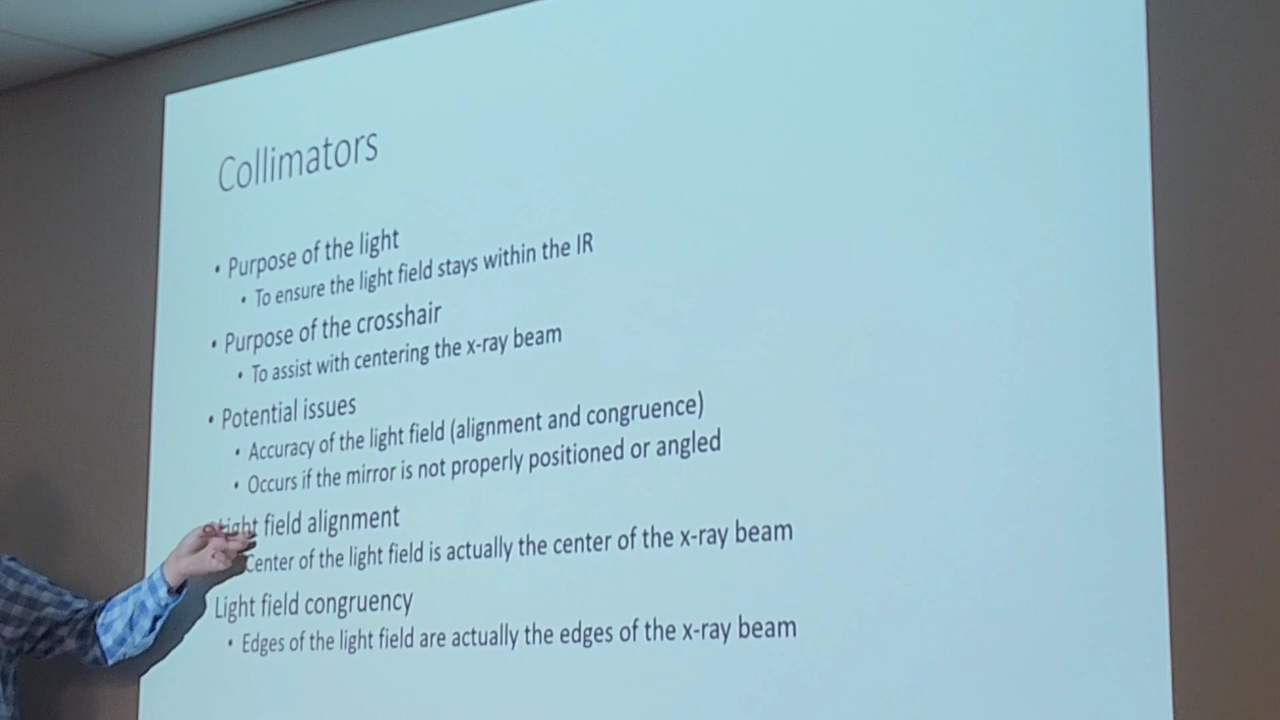 Collimators
• Purpose of the light
• To ensure the light field stays within the IR
• Purpose of the crosshair
• To assist with centering the x-ray beam
• Potential issues
• Accuracy of the light field (alignment and congruence)
• Occurs if the mirror is not properly positioned or angled
Light field alignment
Center of the light field is actually the center of the x-ray beam
Light field congruency
• Edges of the light field are actually the edges of the x-ray beam